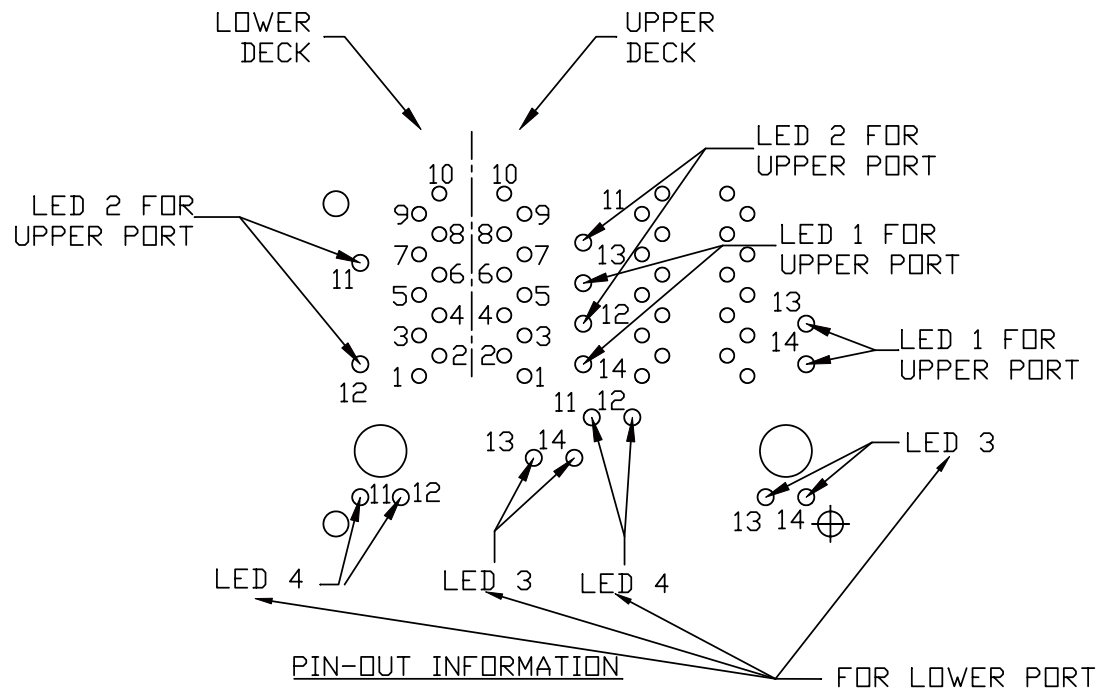 LOWER
DECK
UPPER
DECK
LED 2 FOR
UPPER PORT
10 10
LED 2 FOR
UPPER PORT
9 9 11
8 8
LED 1 FOR
UPPER PORT
7 7 13
11 6 6
5 5
13
4 4 12
3 3
14
LED 1 FOR
UPPER PORT
2 2
1 1 14
12
11 12
13 14
LED 3
11 12
13 14
LED 4
LED 3
LED 4
PIN-OUT INFORMATION
FOR LOWER PORT